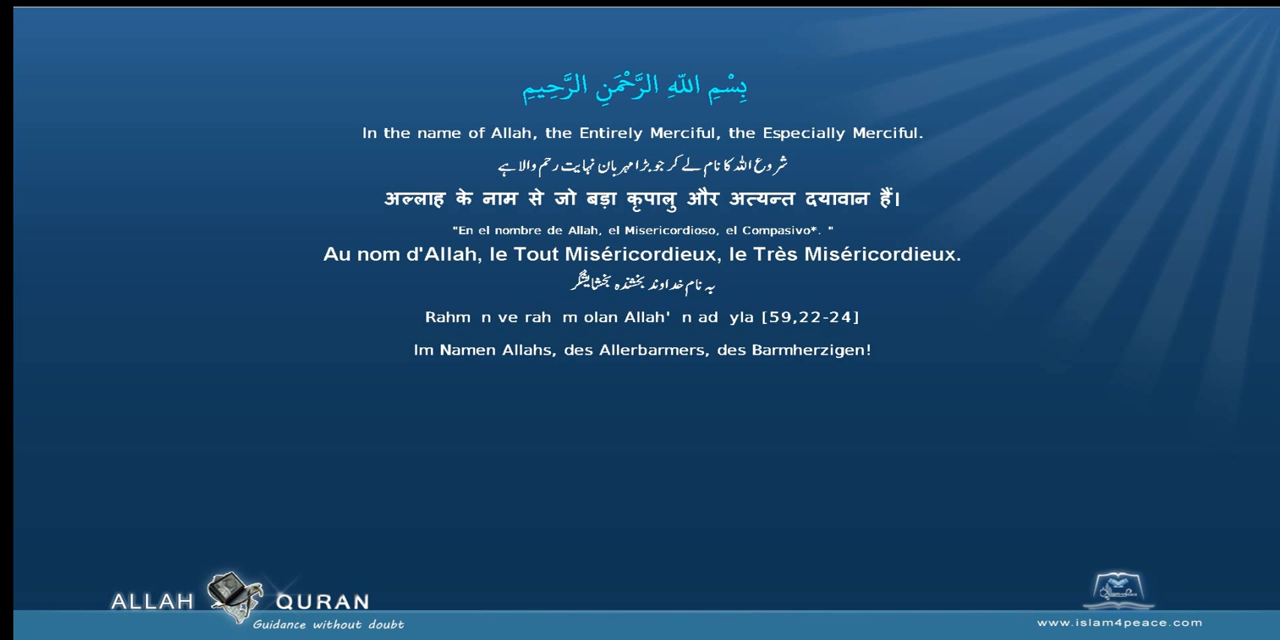 بِسْمِ اللّهِ الرَّحْمَنِ الرَّحِيمِ
In the name of Allah, the Entirely Merciful, the Especially Merciful.
شروع الله کا نام لے کر جو بڑا مہربان نہایت رحم والا ہے
अल्लाह के नाम से जो बड़ा कृपालु और अत्यन्त दयावान हैं।
"En el nombre de Allah, el Misericordioso, el Compasivo*. "
Au nom d'Allah, le Tout Miséricordieux, le Très Miséricordieux.
به نام خداوند بخشنده بخشایشگر
Rahm n ve rah m olan Allah' n ad yla [59,22-24]
Im Namen Allahs, des Allerbarmers, des Barmherzigen!
ALLAH QURAN
Guidance without doubt
www.islam4peace.com